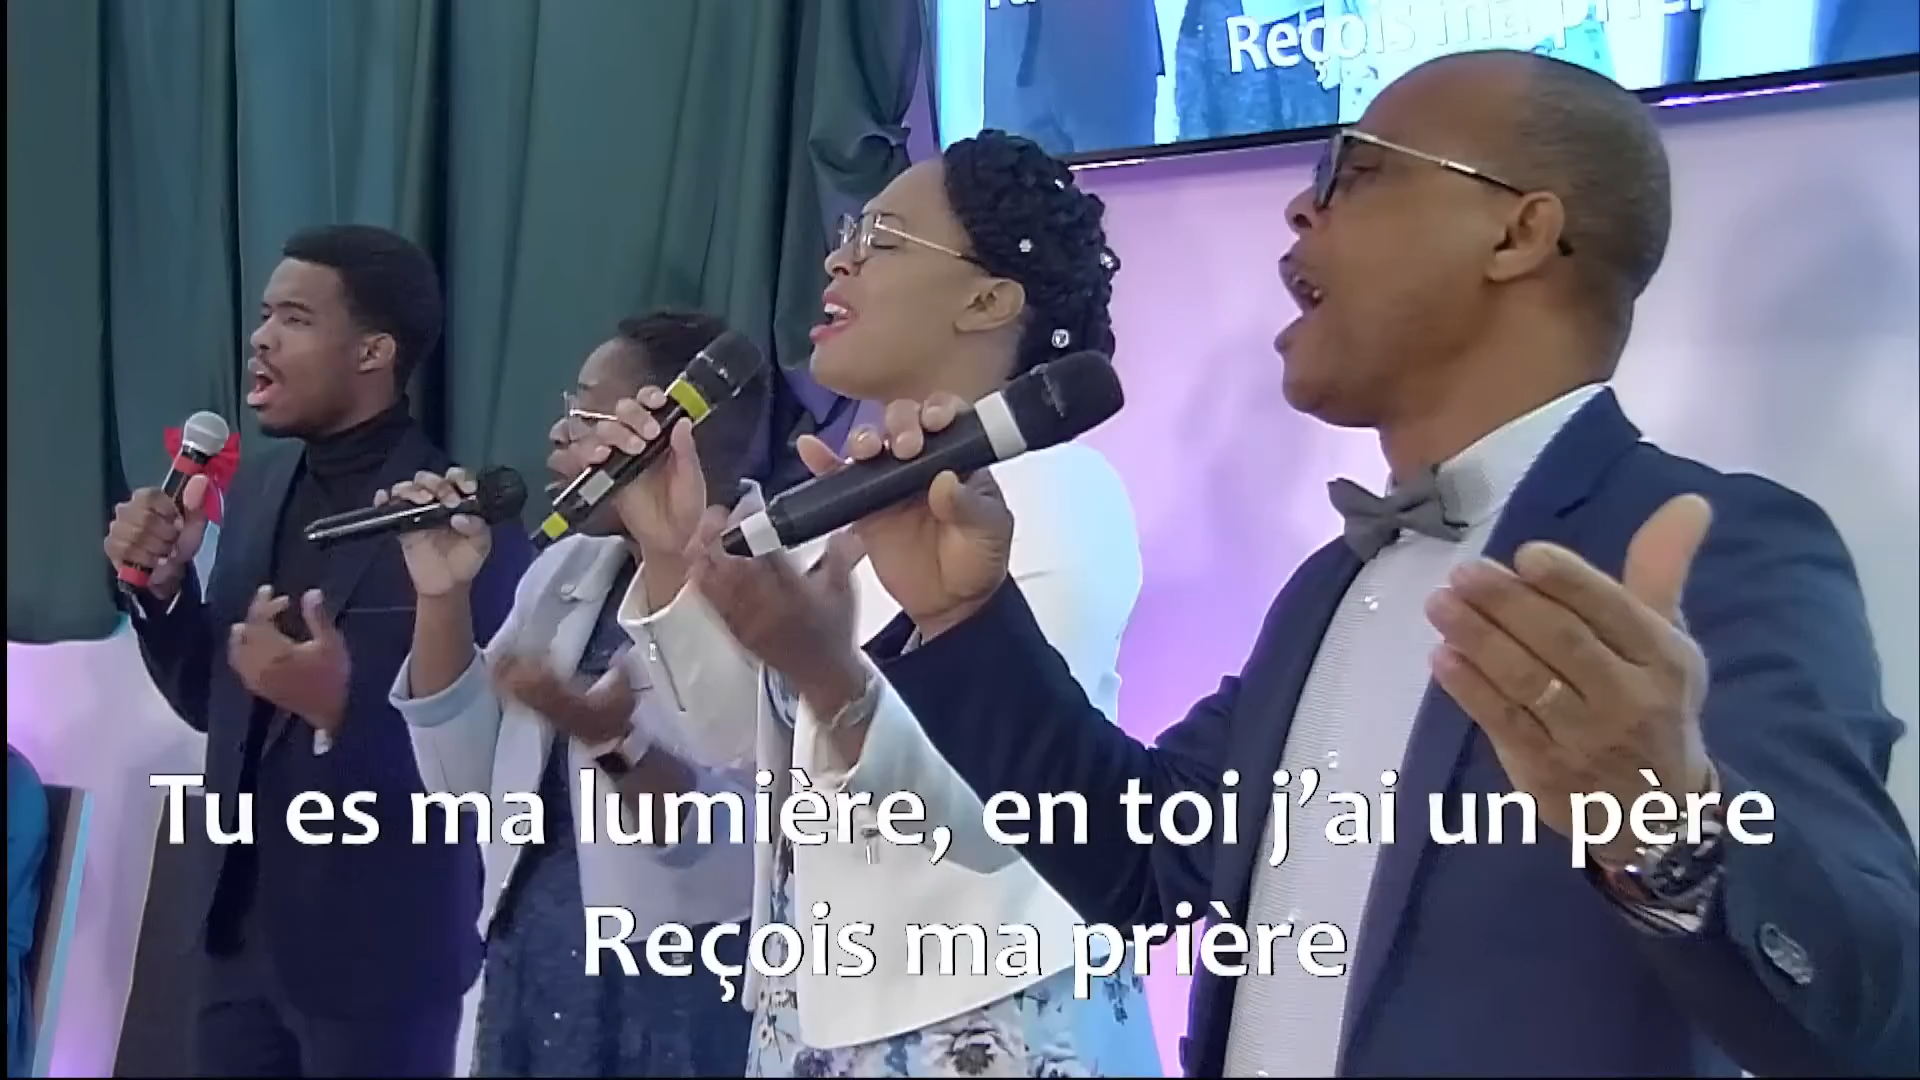 Reçois ma prière
Tu es ma lumière, en toi j’ai un père
Reçois ma prière